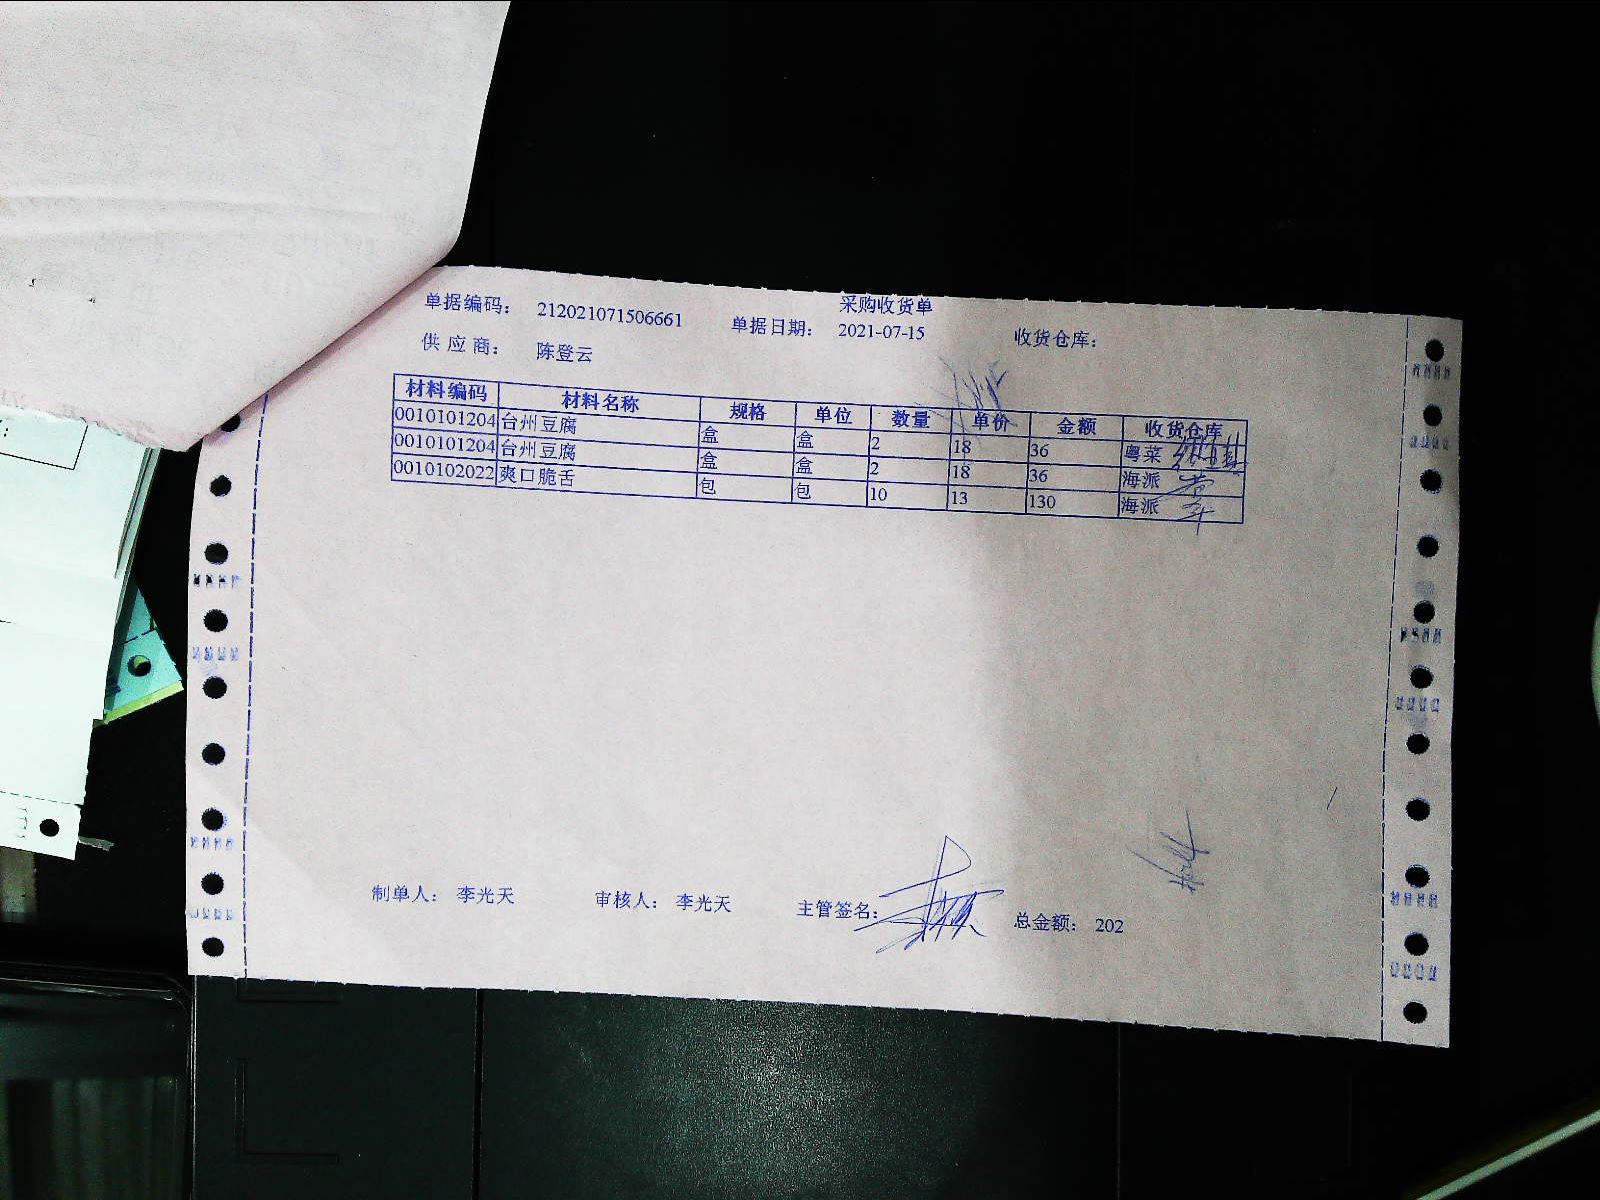 采购收货单
单据编码： 212021071506661 单据日期： 2021-07-15 收货仓库：
供 应 商： 陈登云
材料编码 材料名称 规格 单位 数量 单价 金额 收货仓库
0010101204 台州豆腐 盒 盒 2 18 36 粤菜
0010101204 台州豆腐 盒 盒 2 18 36 海派
0010102022 爽口脆舌 包 包 10 13 130 海派
制单人： 李光天 审核人： 李光天 主管签名： 总金额： 202